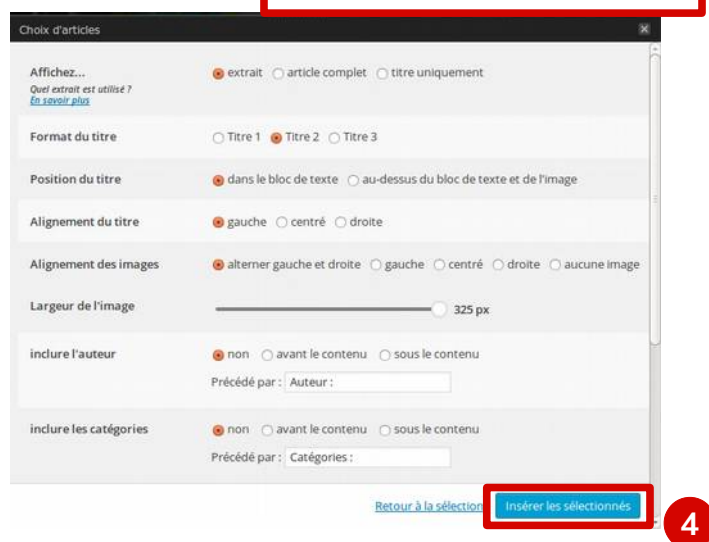 Choix d'articles
Affichez... extrait article complet titre uniquement
Quel extrait est utilisé ?
En savoir plus
Format du titre Titre 1 Titre 2 Titre 3
Position du titre dans le bloc de texte au-dessus du bloc de texte et de l'image
Alignement du titre gauche centré droite
Alignement des images alterner gauche et droite gauche centré droite aucune image
Largeur de l'image 325 px
inclure l'auteur non avant le contenu sous le contenu
Précédé par : Auteur :
inclure les catégories non avant le contenu sous le contenu
Précédé par : Catégories :
Retour à la sélection Insérer les sélectionnés
4